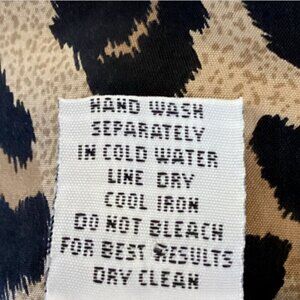 HAND WASH
SEPARATELY
IN COLD WATER
LINE DRY
COOL IRON
DO NOT BLEACH
FOR BEST RESULTS
DRY CLEAN